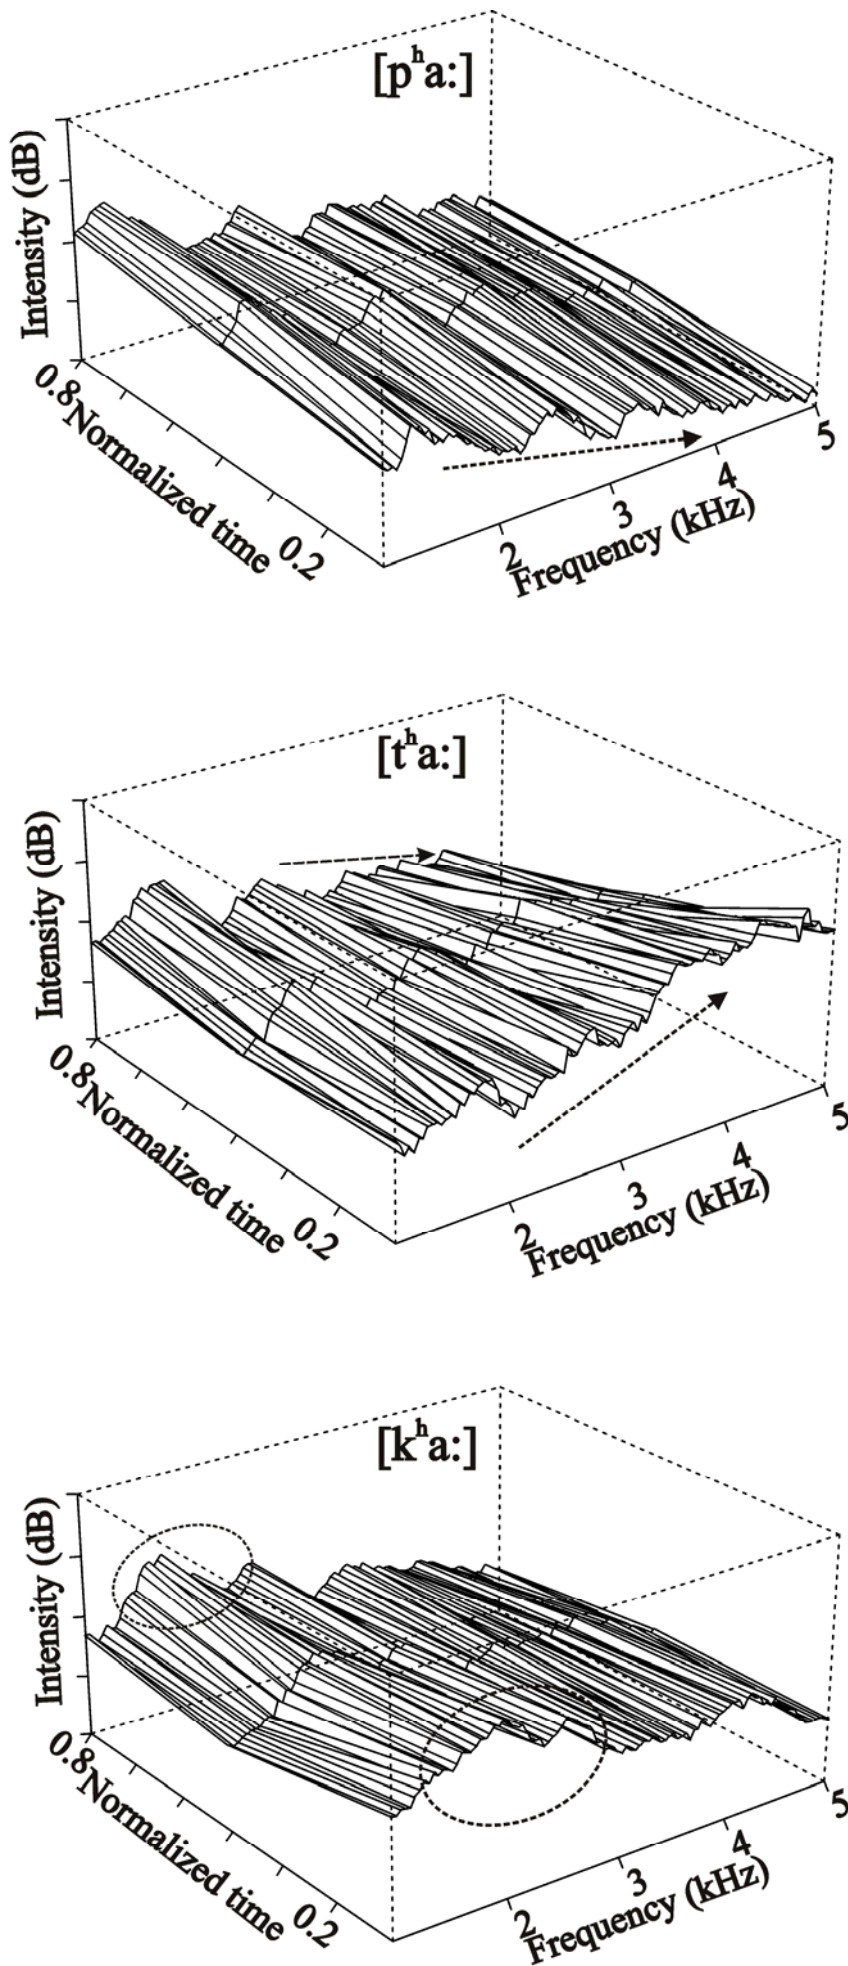 [pʰa:]
Intensity (dB)
0.8
Normalized time
0.2
2
3
4
5
Frequency (kHz)
[tʰa:]
Intensity (dB)
0.8
Normalized time
0.2
2
3
4
5
Frequency (kHz)
[kʰa:]
Intensity (dB)
0.8
Normalized time
0.2
2
3
4
5
Frequency (kHz)